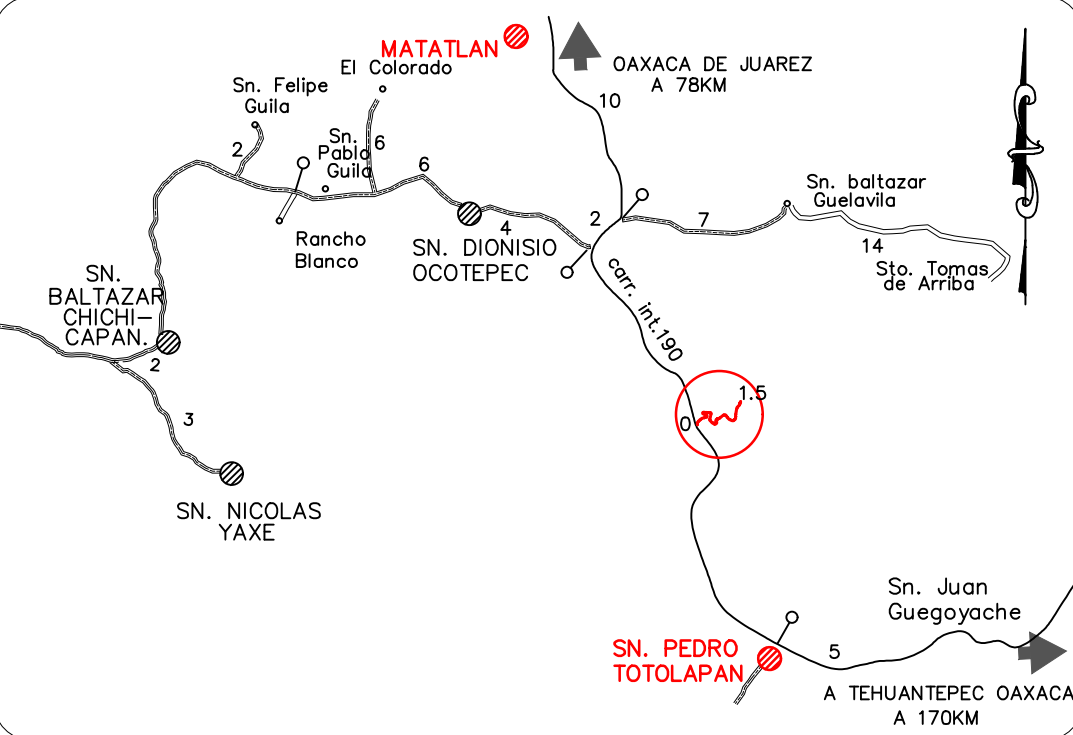 MATATLAN
El Colorado
OAXACA DE JUAREZ
A 78KM
Sn. Felipe
Guila
10
2
Sn.
Pablo
Guila
6
6
Sn. baltazar
Guelavila
7
14
Sto. Tomas
de Arriba
Rancho
Blanco
4
2
SN. DIONISIO
OCOTEPEC
carr. int.190
SN.
BALTAZAR
CHICHI-
CAPAN.
2
3
1.5
0
SN. NICOLAS
YAXE
Sn. Juan
Guegoyache
SN. PEDRO
TOTOLAPAN
5
A TEHUANTEPEC OAXACA
A 170KM